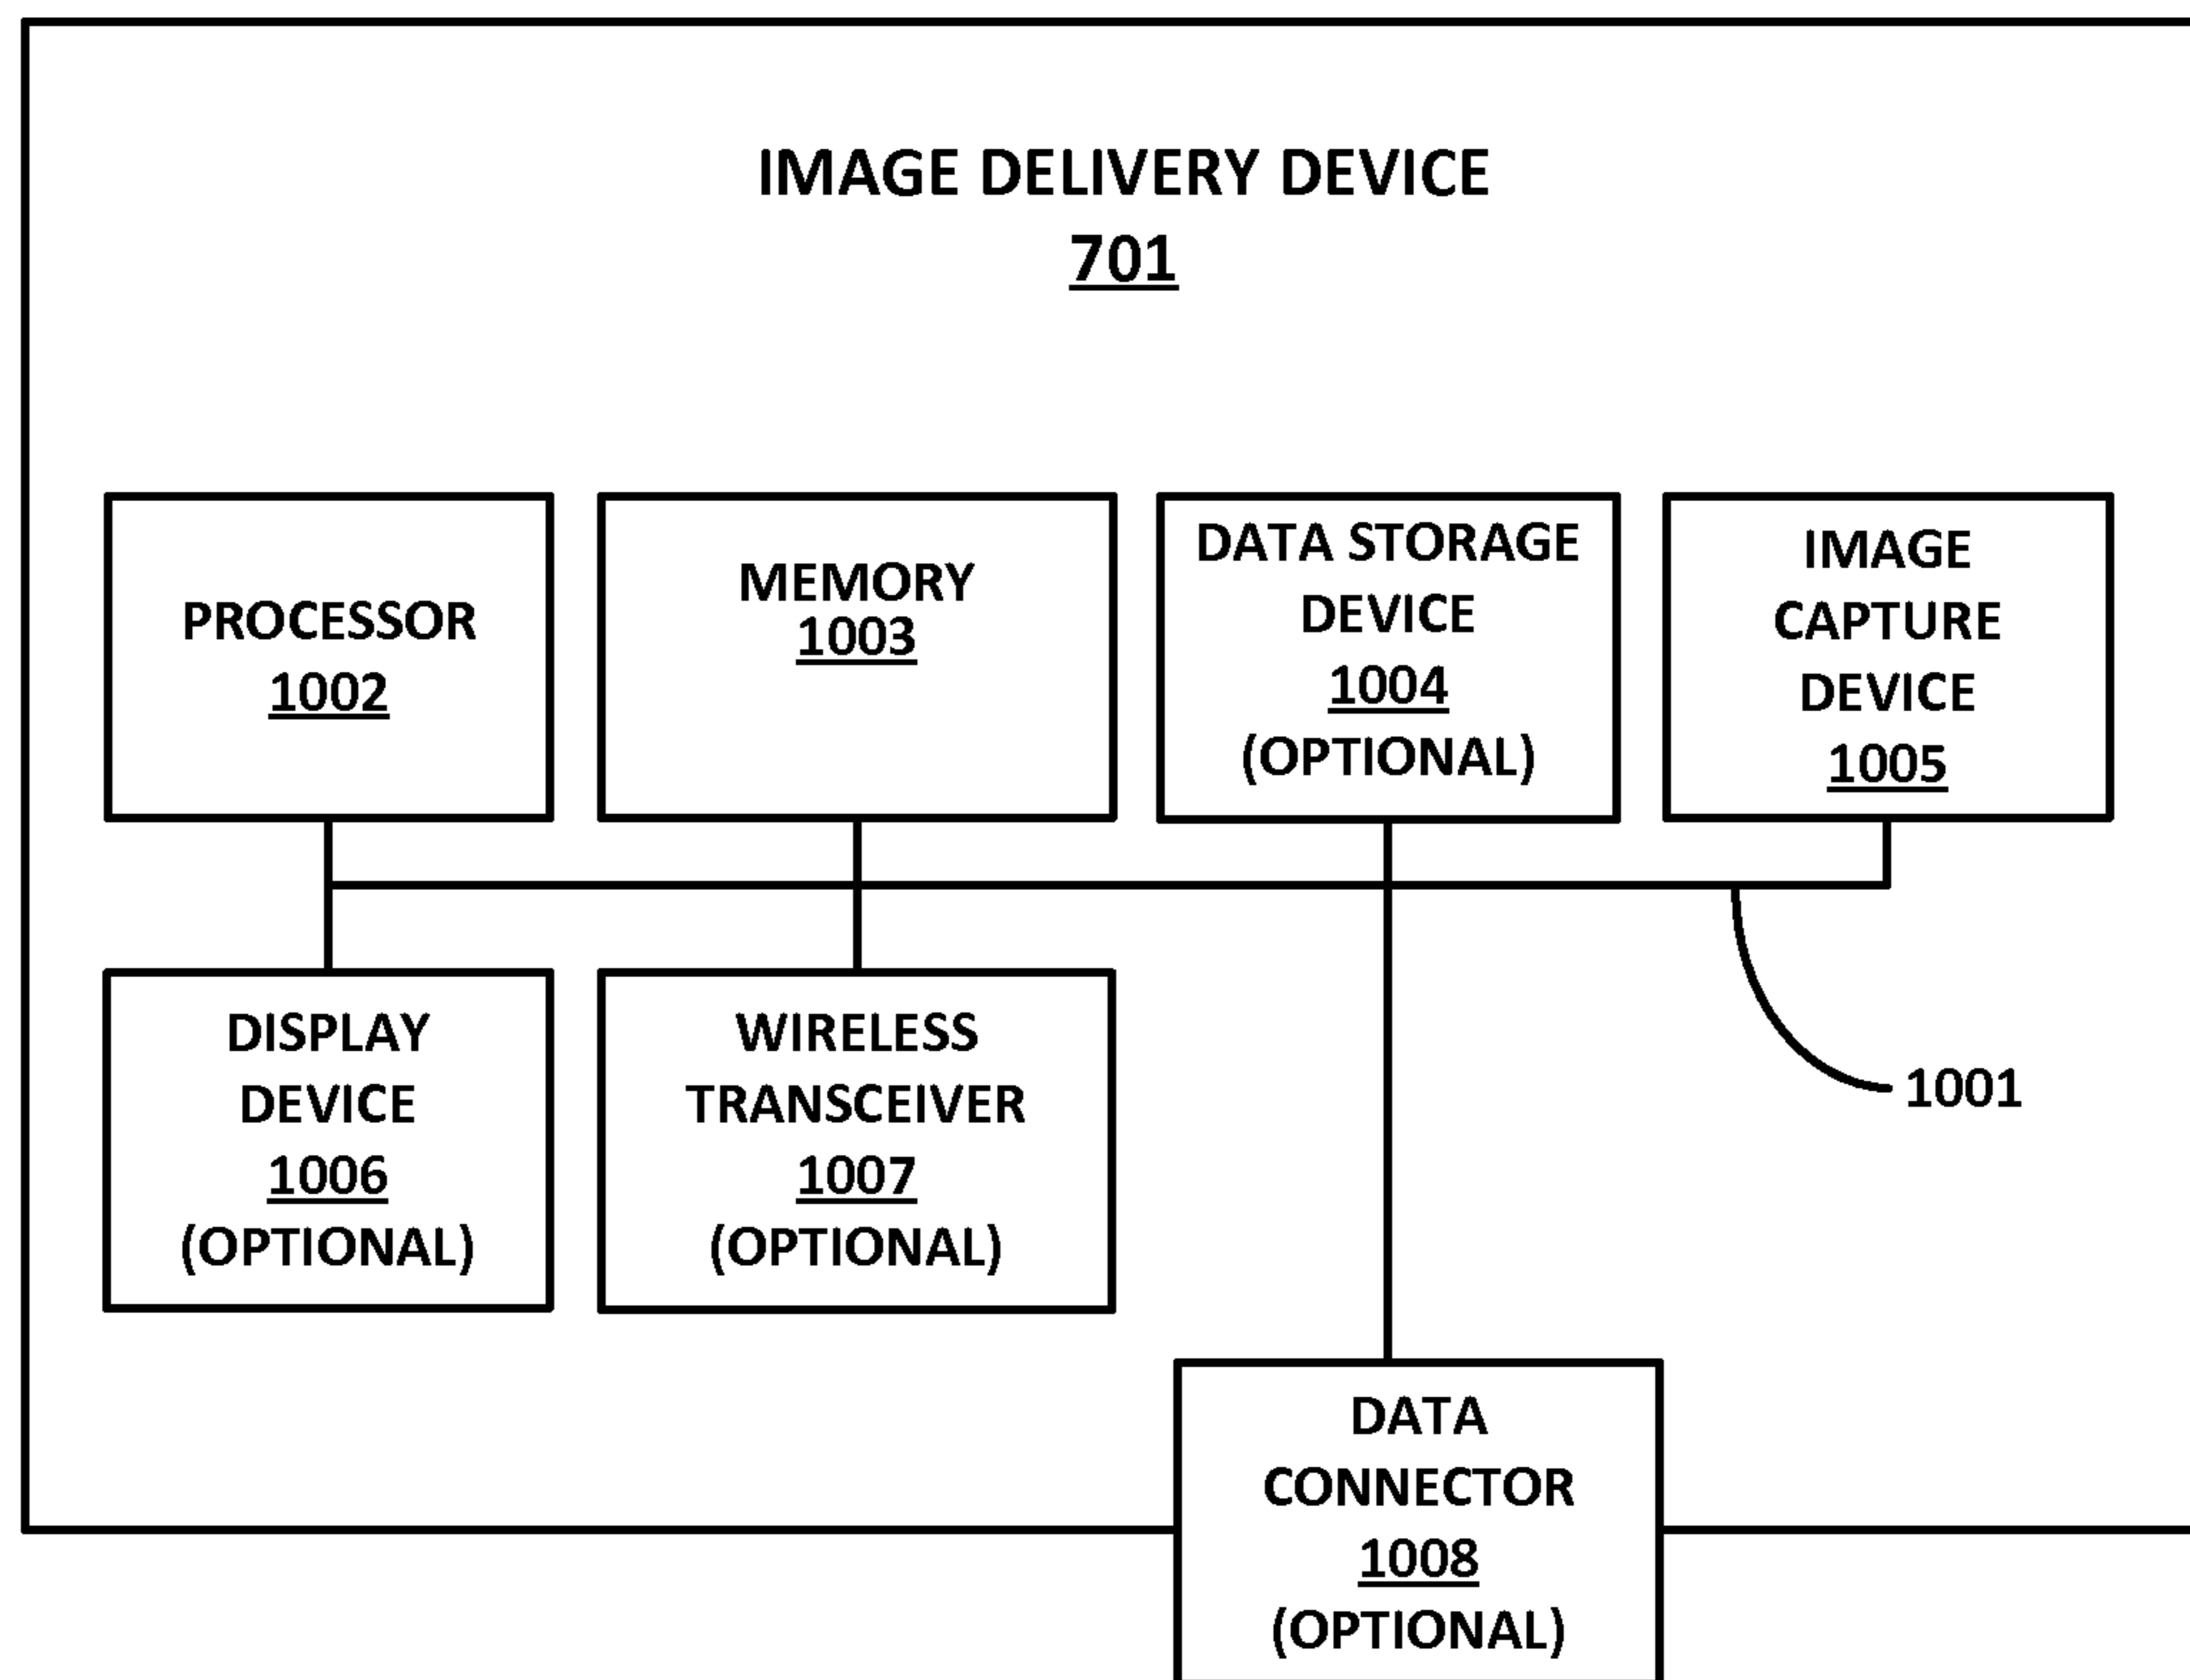 IMAGE DELIVERY DEVICE
701
PROCESSOR
1002
MEMORY
1003
DATA STORAGE
DEVICE
1004
(OPTIONAL)
IMAGE
CAPTURE
DEVICE
1005
DISPLAY
DEVICE
1006
(OPTIONAL)
WIRELESS
TRANSCEIVER
1007
(OPTIONAL)
1001
DATA
CONNECTOR
1008
(OPTIONAL)